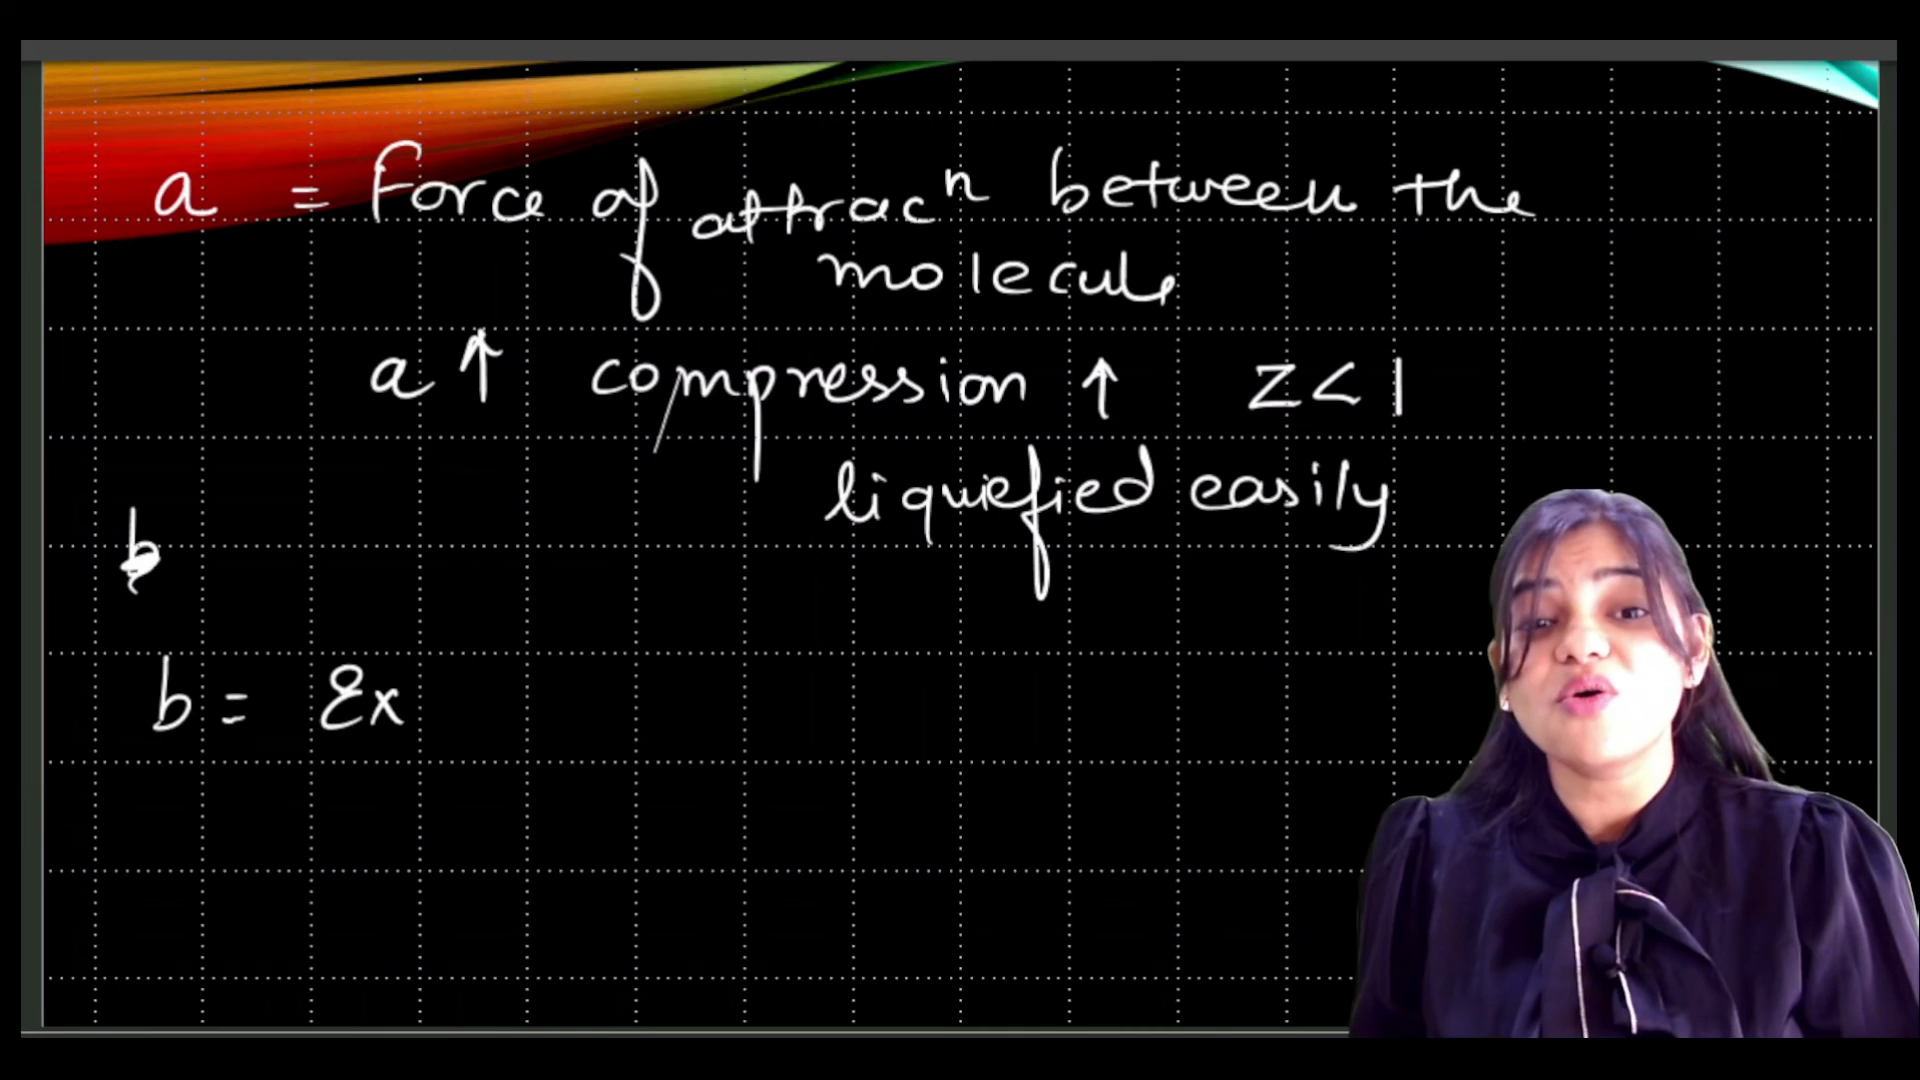 a = Force of attracⁿ between the
molecule
a ↑ compression ↑ Z < 1
liquefied easily
b
b = Ex